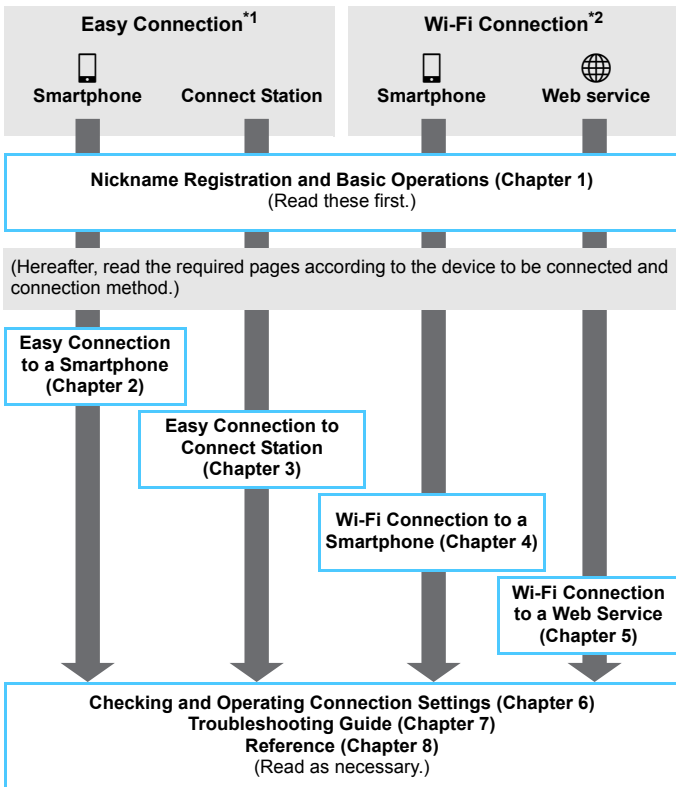 Easy Connection*1
Wi-Fi Connection*2
Smartphone
Connect Station
Smartphone
Web service
Nickname Registration and Basic Operations (Chapter 1)
(Read these first.)
(Hereafter, read the required pages according to the device to be connected and
connection method.)
Easy Connection
to a Smartphone
(Chapter 2)
Easy Connection to
Connect Station
(Chapter 3)
Wi-Fi Connection to a
Smartphone (Chapter 4)
Wi-Fi Connection
to a Web Service
(Chapter 5)
Checking and Operating Connection Settings (Chapter 6)
Troubleshooting Guide (Chapter 7)
Reference (Chapter 8)
(Read as necessary.)